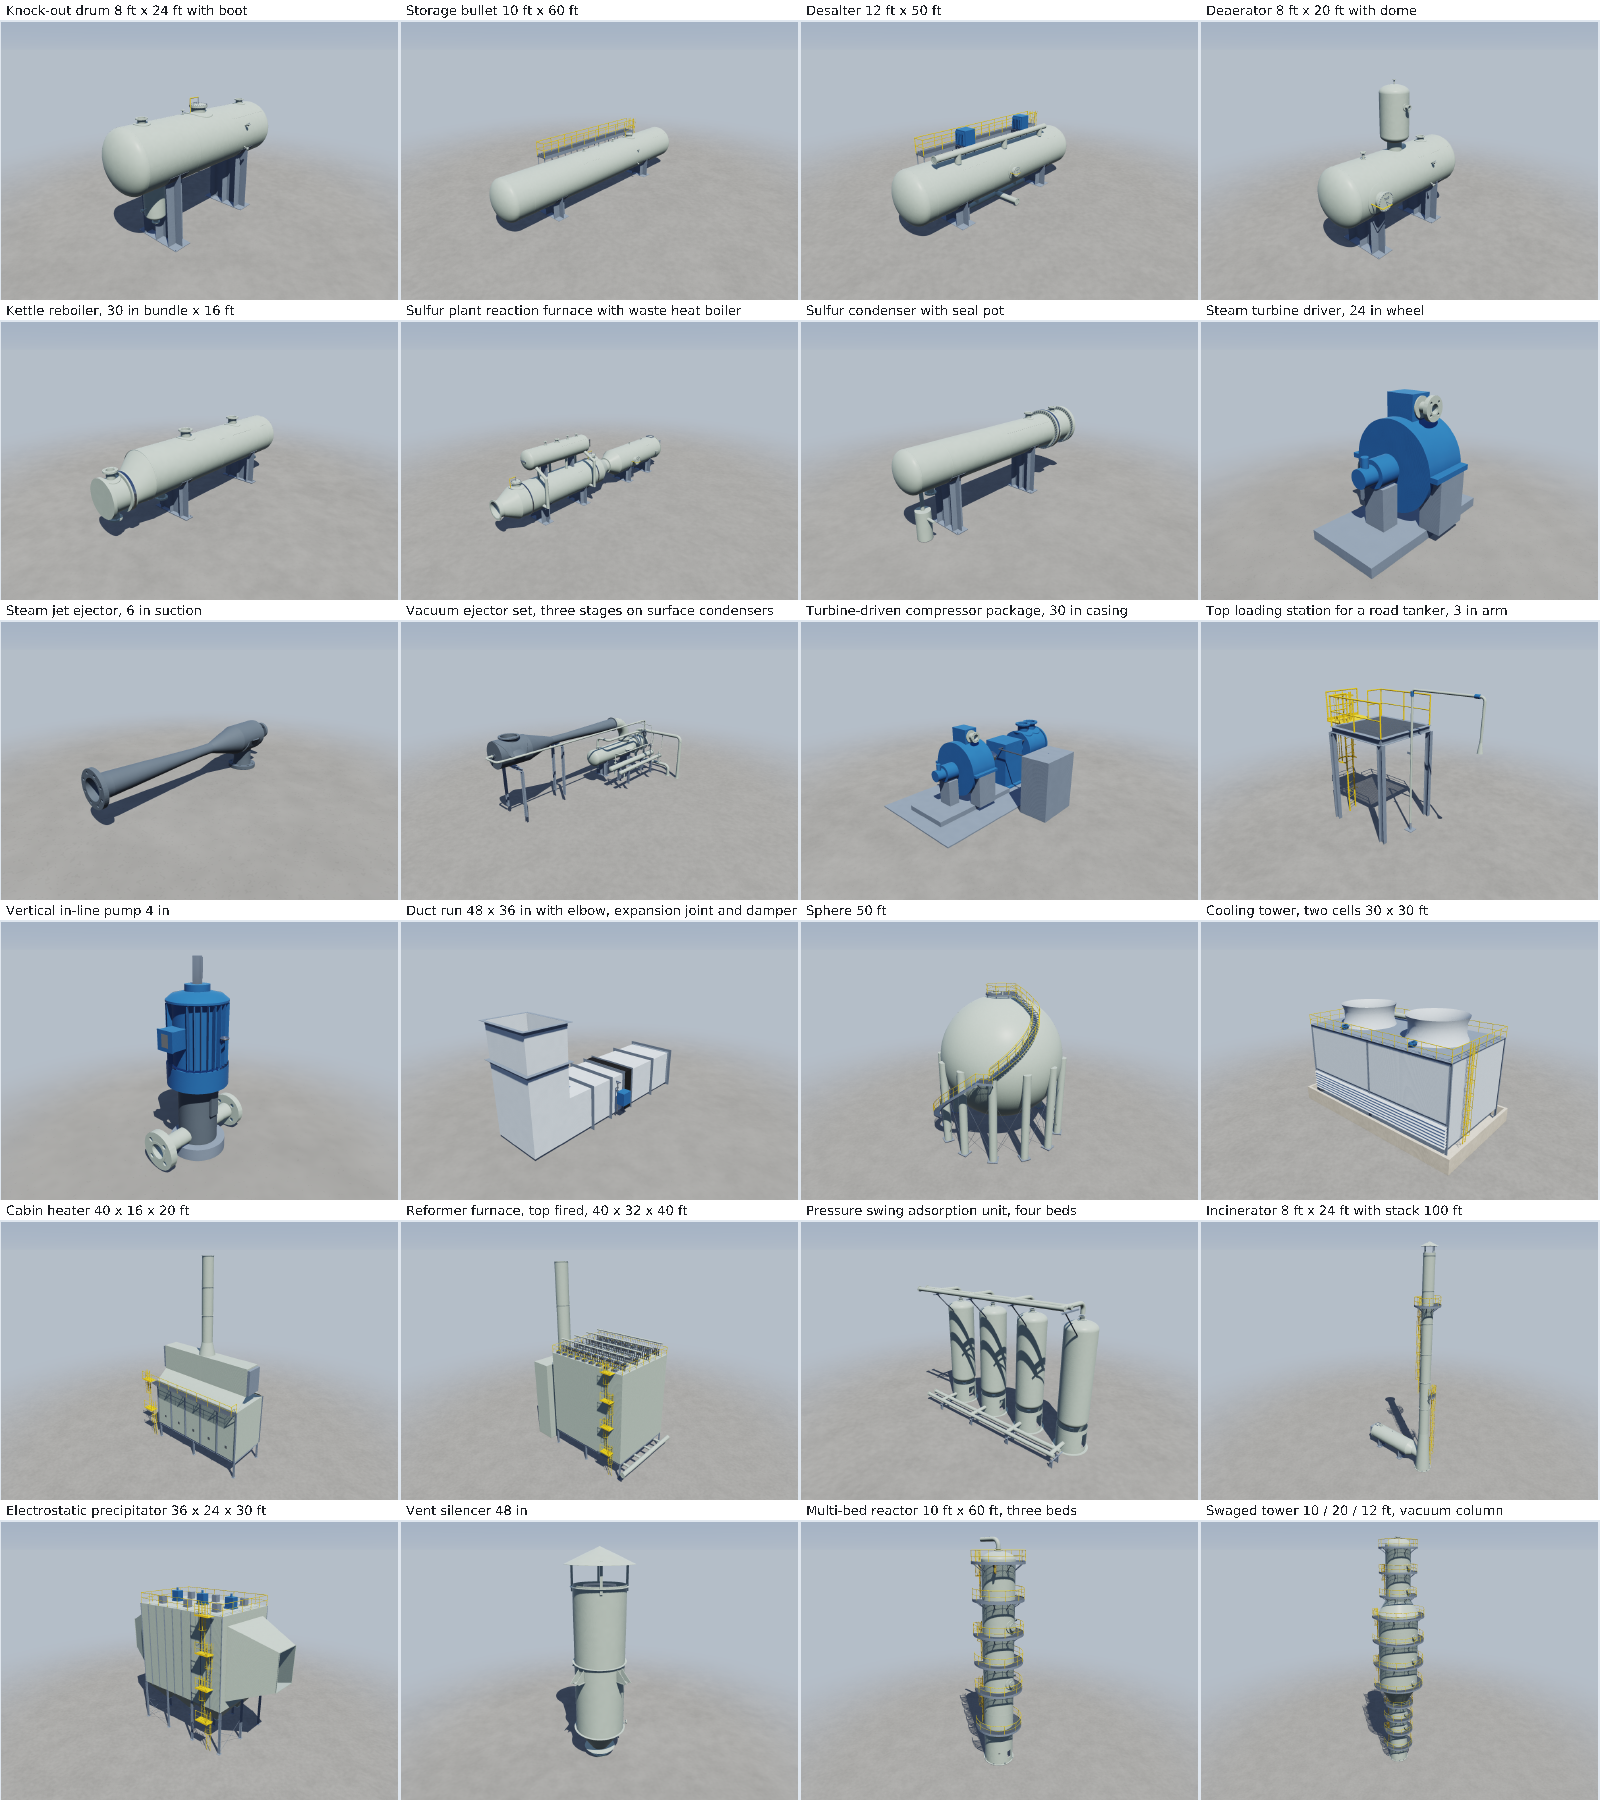 Knock-out drum 8 ft x 24 ft with boot
Storage bullet 10 ft x 60 ft
Desalter 12 ft x 50 ft
Deaerator 8 ft x 20 ft with dome
Kettle reboiler, 30 in bundle x 16 ft
Sulfur plant reaction furnace with waste heat boiler
Sulfur condenser with seal pot
Steam turbine driver, 24 in wheel
Steam jet ejector, 6 in suction
Vacuum ejector set, three stages on surface condensers
Turbine-driven compressor package, 30 in casing
Top loading station for a road tanker, 3 in arm
Vertical in-line pump 4 in
Duct run 48 x 36 in with elbow, expansion joint and damper
Sphere 50 ft
Cooling tower, two cells 30 x 30 ft
Cabin heater 40 x 16 x 20 ft
Reformer furnace, top fired, 40 x 32 x 40 ft
Pressure swing adsorption unit, four beds
Incinerator 8 ft x 24 ft with stack 100 ft
Electrostatic precipitator 36 x 24 x 30 ft
Vent silencer 48 in
Multi-bed reactor 10 ft x 60 ft, three beds
Swaged tower 10 / 20 / 12 ft, vacuum column